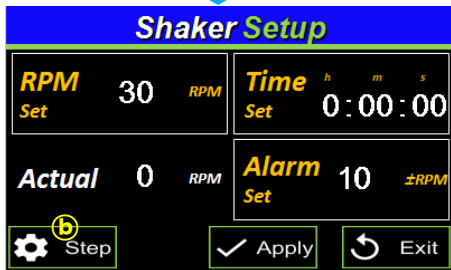 Shaker Setup
RPM Set 30 RPM
Time Set h m s 0:00:00
Actual 0 RPM
Alarm Set 10 ±RPM
ⓑ
Step Apply Exit